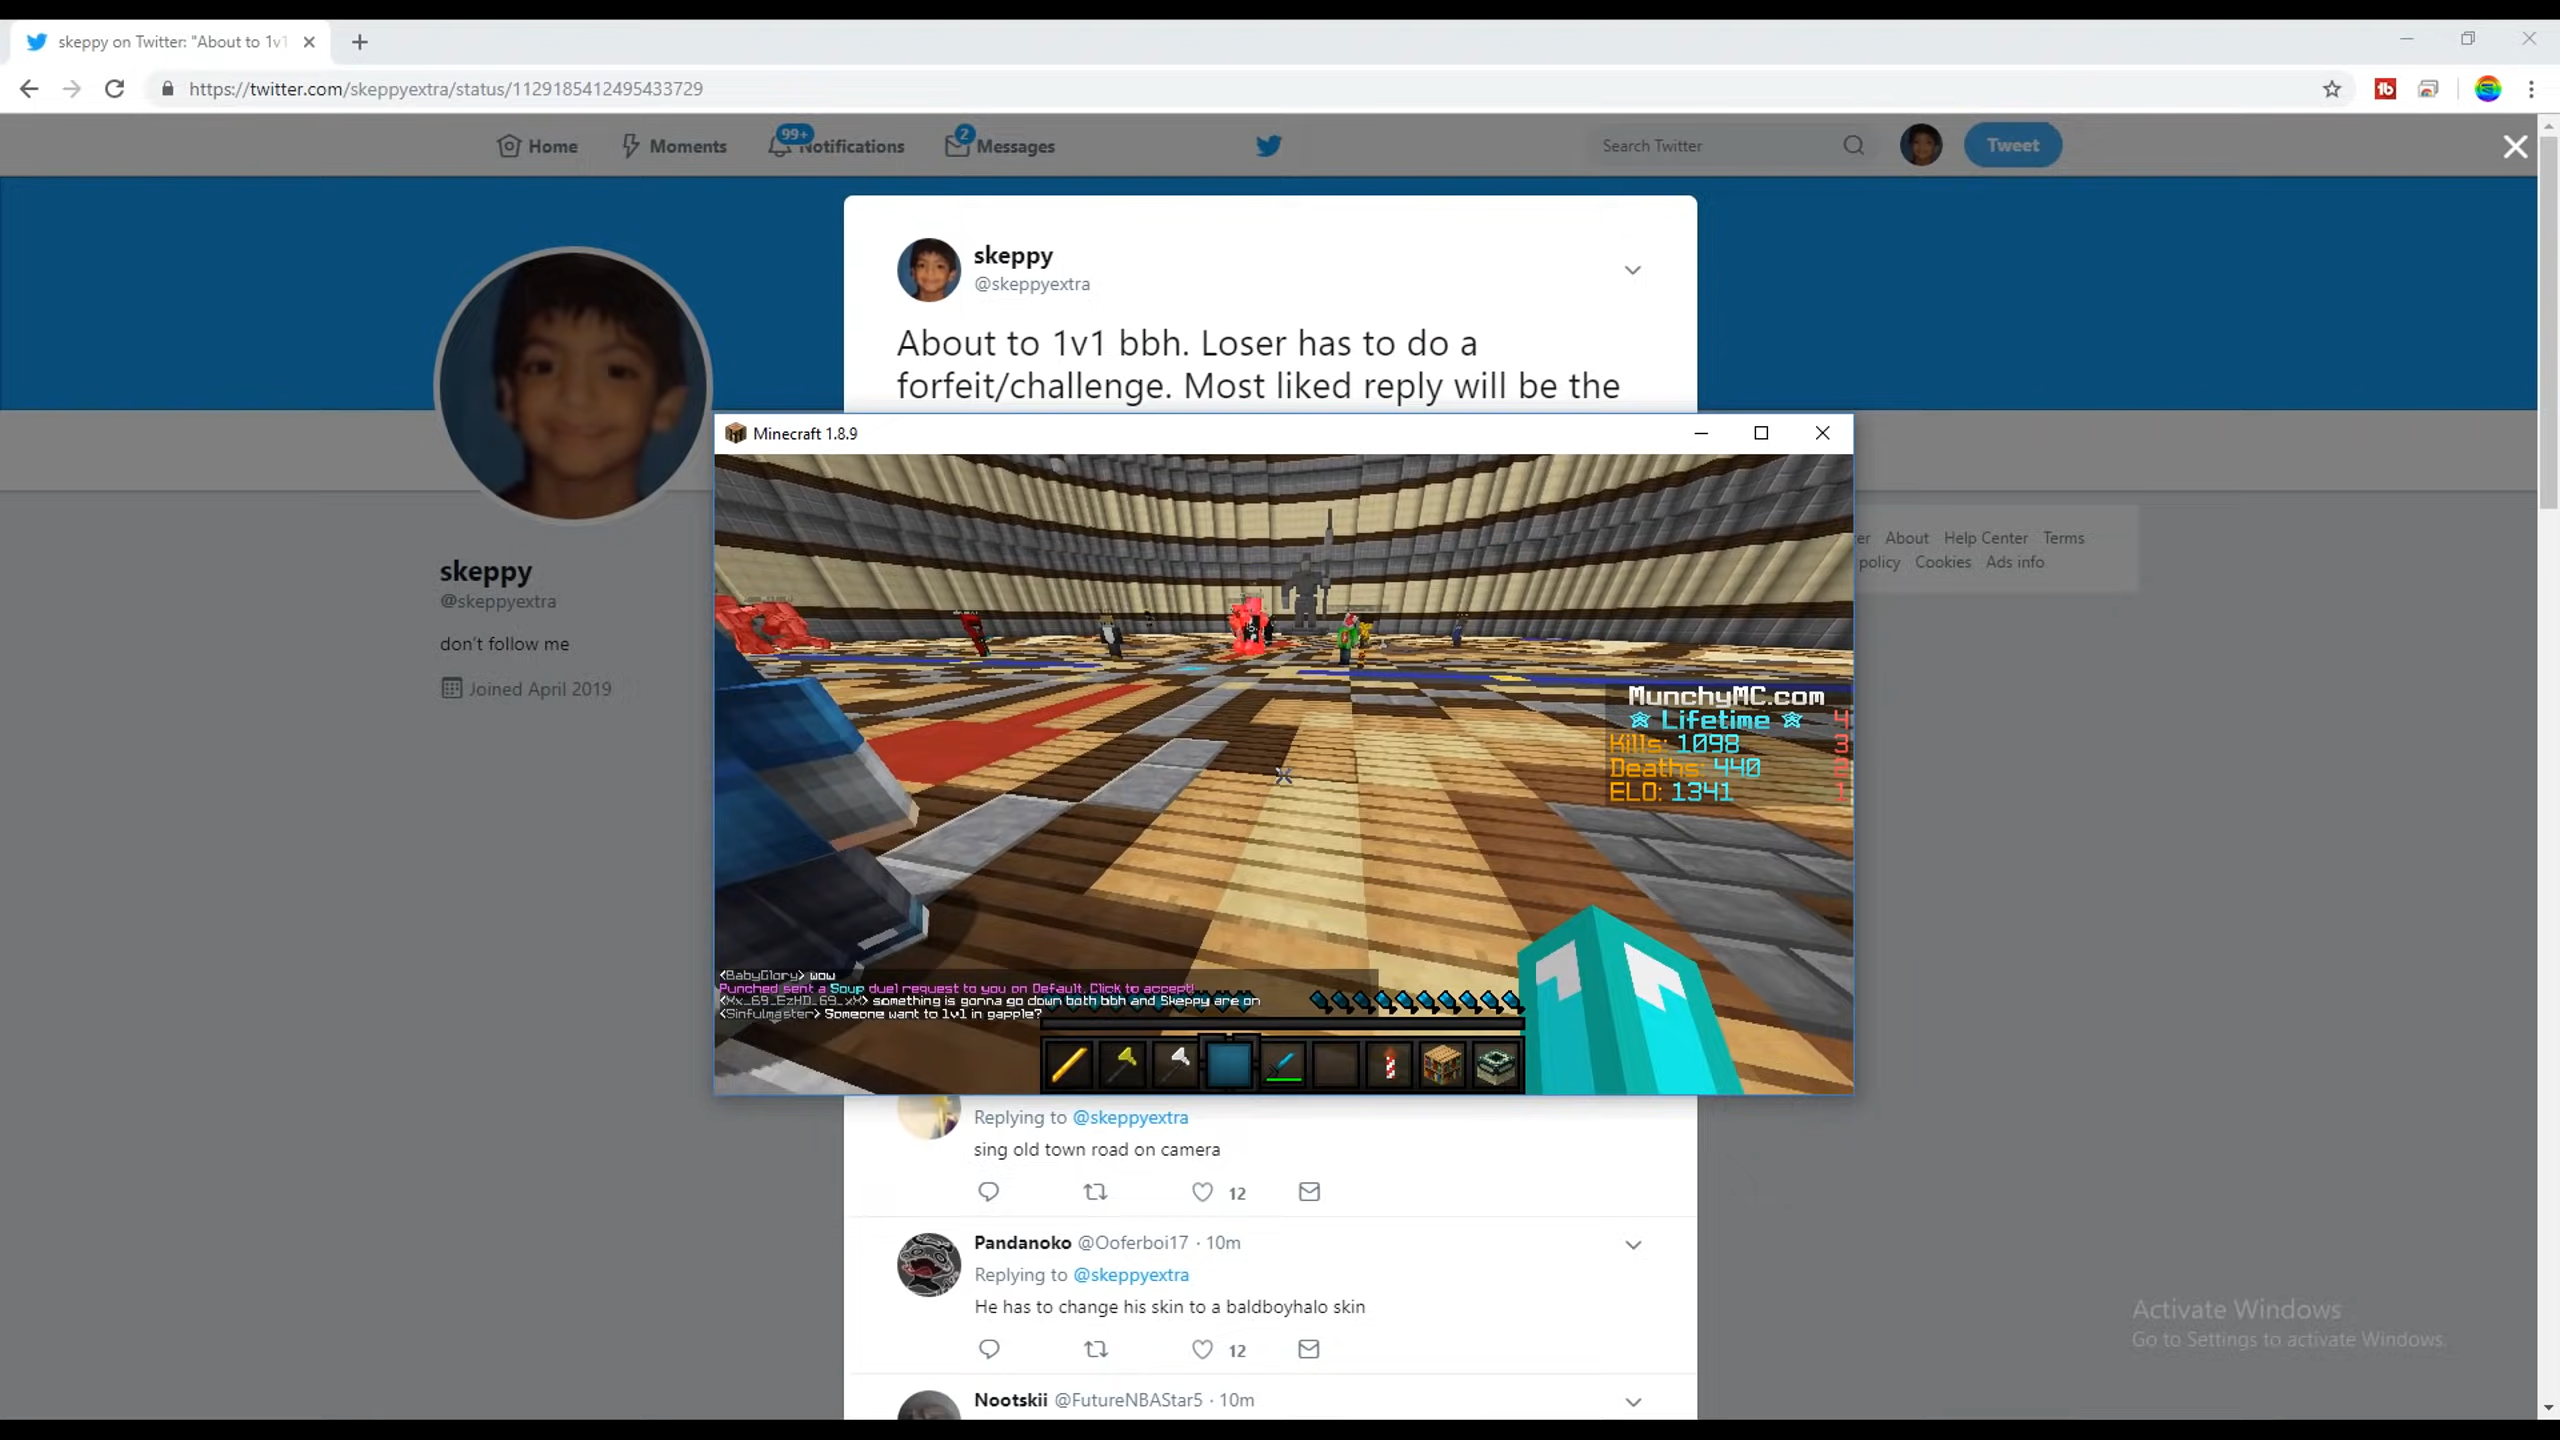 skeppy on Twitter: "About to 1v1
https://twitter.com/skeppyextra/status/1129185412495433729
Home
Moments
99+
Notifications
2
Messages
Search Twitter
Tweet
skeppy
@skeppyextra
About to 1v1 bbh. Loser has to do a
forfeit/challenge. Most liked reply will be the
skeppy
@skeppyextra
don't follow me
Joined April 2019
er About Help Center Terms
policy Cookies Ads info
Minecraft 1.8.9
MunchyMC.com
Lifetime 4
Kills: 1098 3
Deaths: 440 2
ELO: 1341 1
<BabyGlory> wow
Punched sent a Soup duel request to you on Default. Click to accept!
<Xx_69_EzHD_69_xX> something is gonna go down both bbh and Skeppy are on
<Sinfulmaster> Someone want to 1v1 in gapple?
Replying to @skeppyextra
sing old town road on camera
12
Pandanoko @Ooferboi17 · 10m
Replying to @skeppyextra
He has to change his skin to a baldboyhalo skin
12
Nootskii @FutureNBAStar5 · 10m
Activate Windows
Go to Settings to activate Windows.